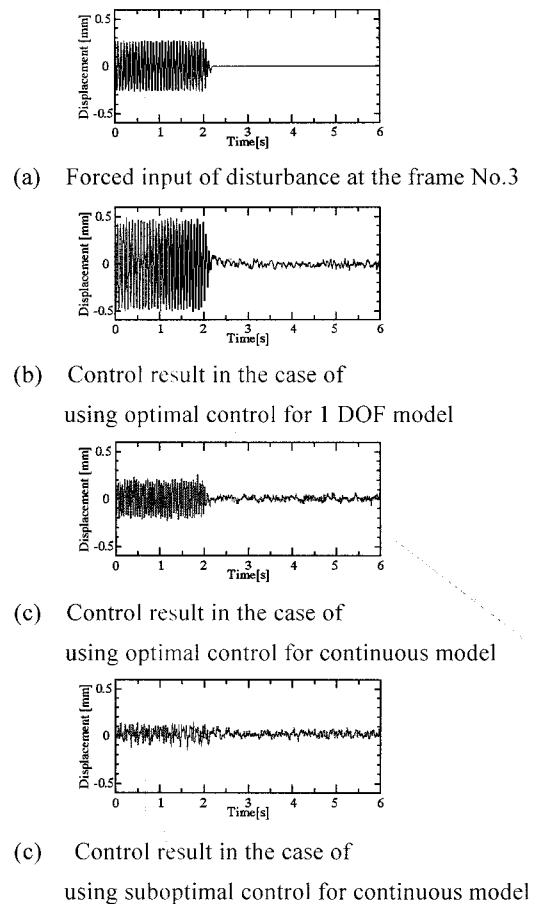 Displacement [mm]
0.5
0
-0.5
0 1 2 3 4 5 6
Time[s]
(a) Forced input of disturbance at the frame No.3
Displacement [mm]
0.5
0
-0.5
0 1 2 3 4 5 6
Time[s]
(b) Control result in the case of
using optimal control for 1 DOF model
Displacement [mm]
0.5
0
-0.5
0 1 2 3 4 5 6
Time[s]
(c) Control result in the case of
using optimal control for continuous model
Displacement [mm]
0.5
0
-0.5
0 1 2 3 4 5 6
Time[s]
(c) Control result in the case of
using suboptimal control for continuous model